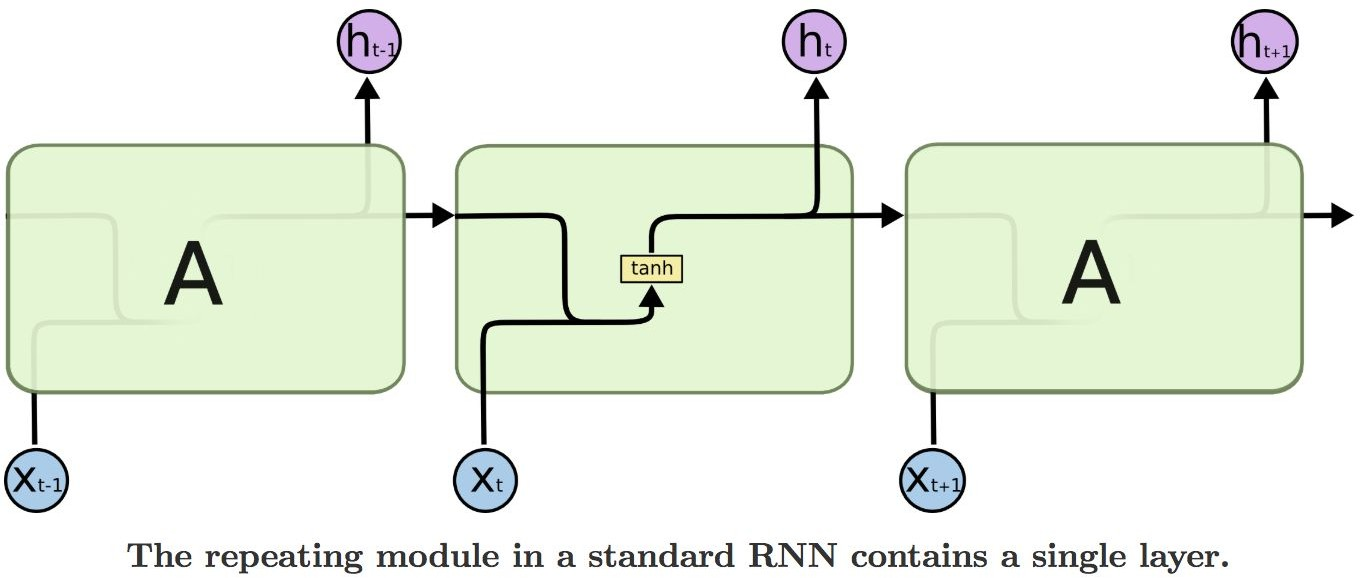 ht-1
ht
ht+1
A
tanh
A
xt-1
xt
xt+1
The repeating module in a standard RNN contains a single layer.